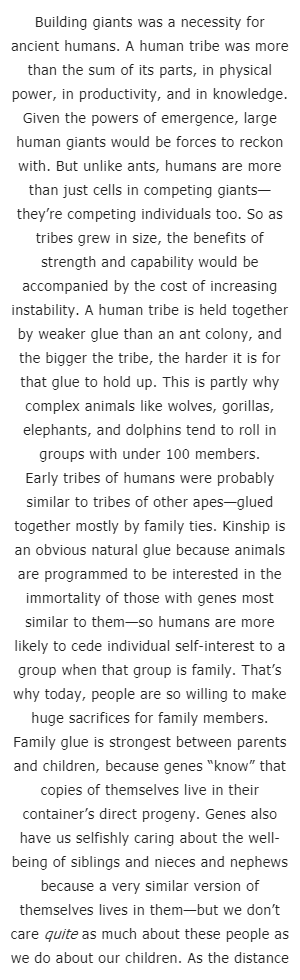 Building giants was a necessity for
ancient humans. A human tribe was more
than the sum of its parts, in physical
power, in productivity, and in knowledge.
Given the powers of emergence, large
human giants would be forces to reckon
with. But unlike ants, humans are more
than just cells in competing giants—
they’re competing individuals too. So as
tribes grew in size, the benefits of
strength and capability would be
accompanied by the cost of increasing
instability. A human tribe is held together
by weaker glue than an ant colony, and
the bigger the tribe, the harder it is for
that glue to hold up. This is partly why
complex animals like wolves, gorillas,
elephants, and dolphins tend to roll in
groups with under 100 members.
Early tribes of humans were probably
similar to tribes of other apes—glued
together mostly by family ties. Kinship is
an obvious natural glue because animals
are programmed to be interested in the
immortality of those with genes most
similar to them—so humans are more
likely to cede individual self-interest to a
group when that group is family. That’s
why today, people are so willing to make
huge sacrifices for family members.
Family glue is strongest between parents
and children, because genes “know” that
copies of themselves live in their
container’s direct progeny. Genes also
have us selfishly caring about the well-
being of siblings and nieces and nephews
because a very similar version of
themselves lives in them—but we don’t
care quite as much about these people as
we do about our children. As the distance